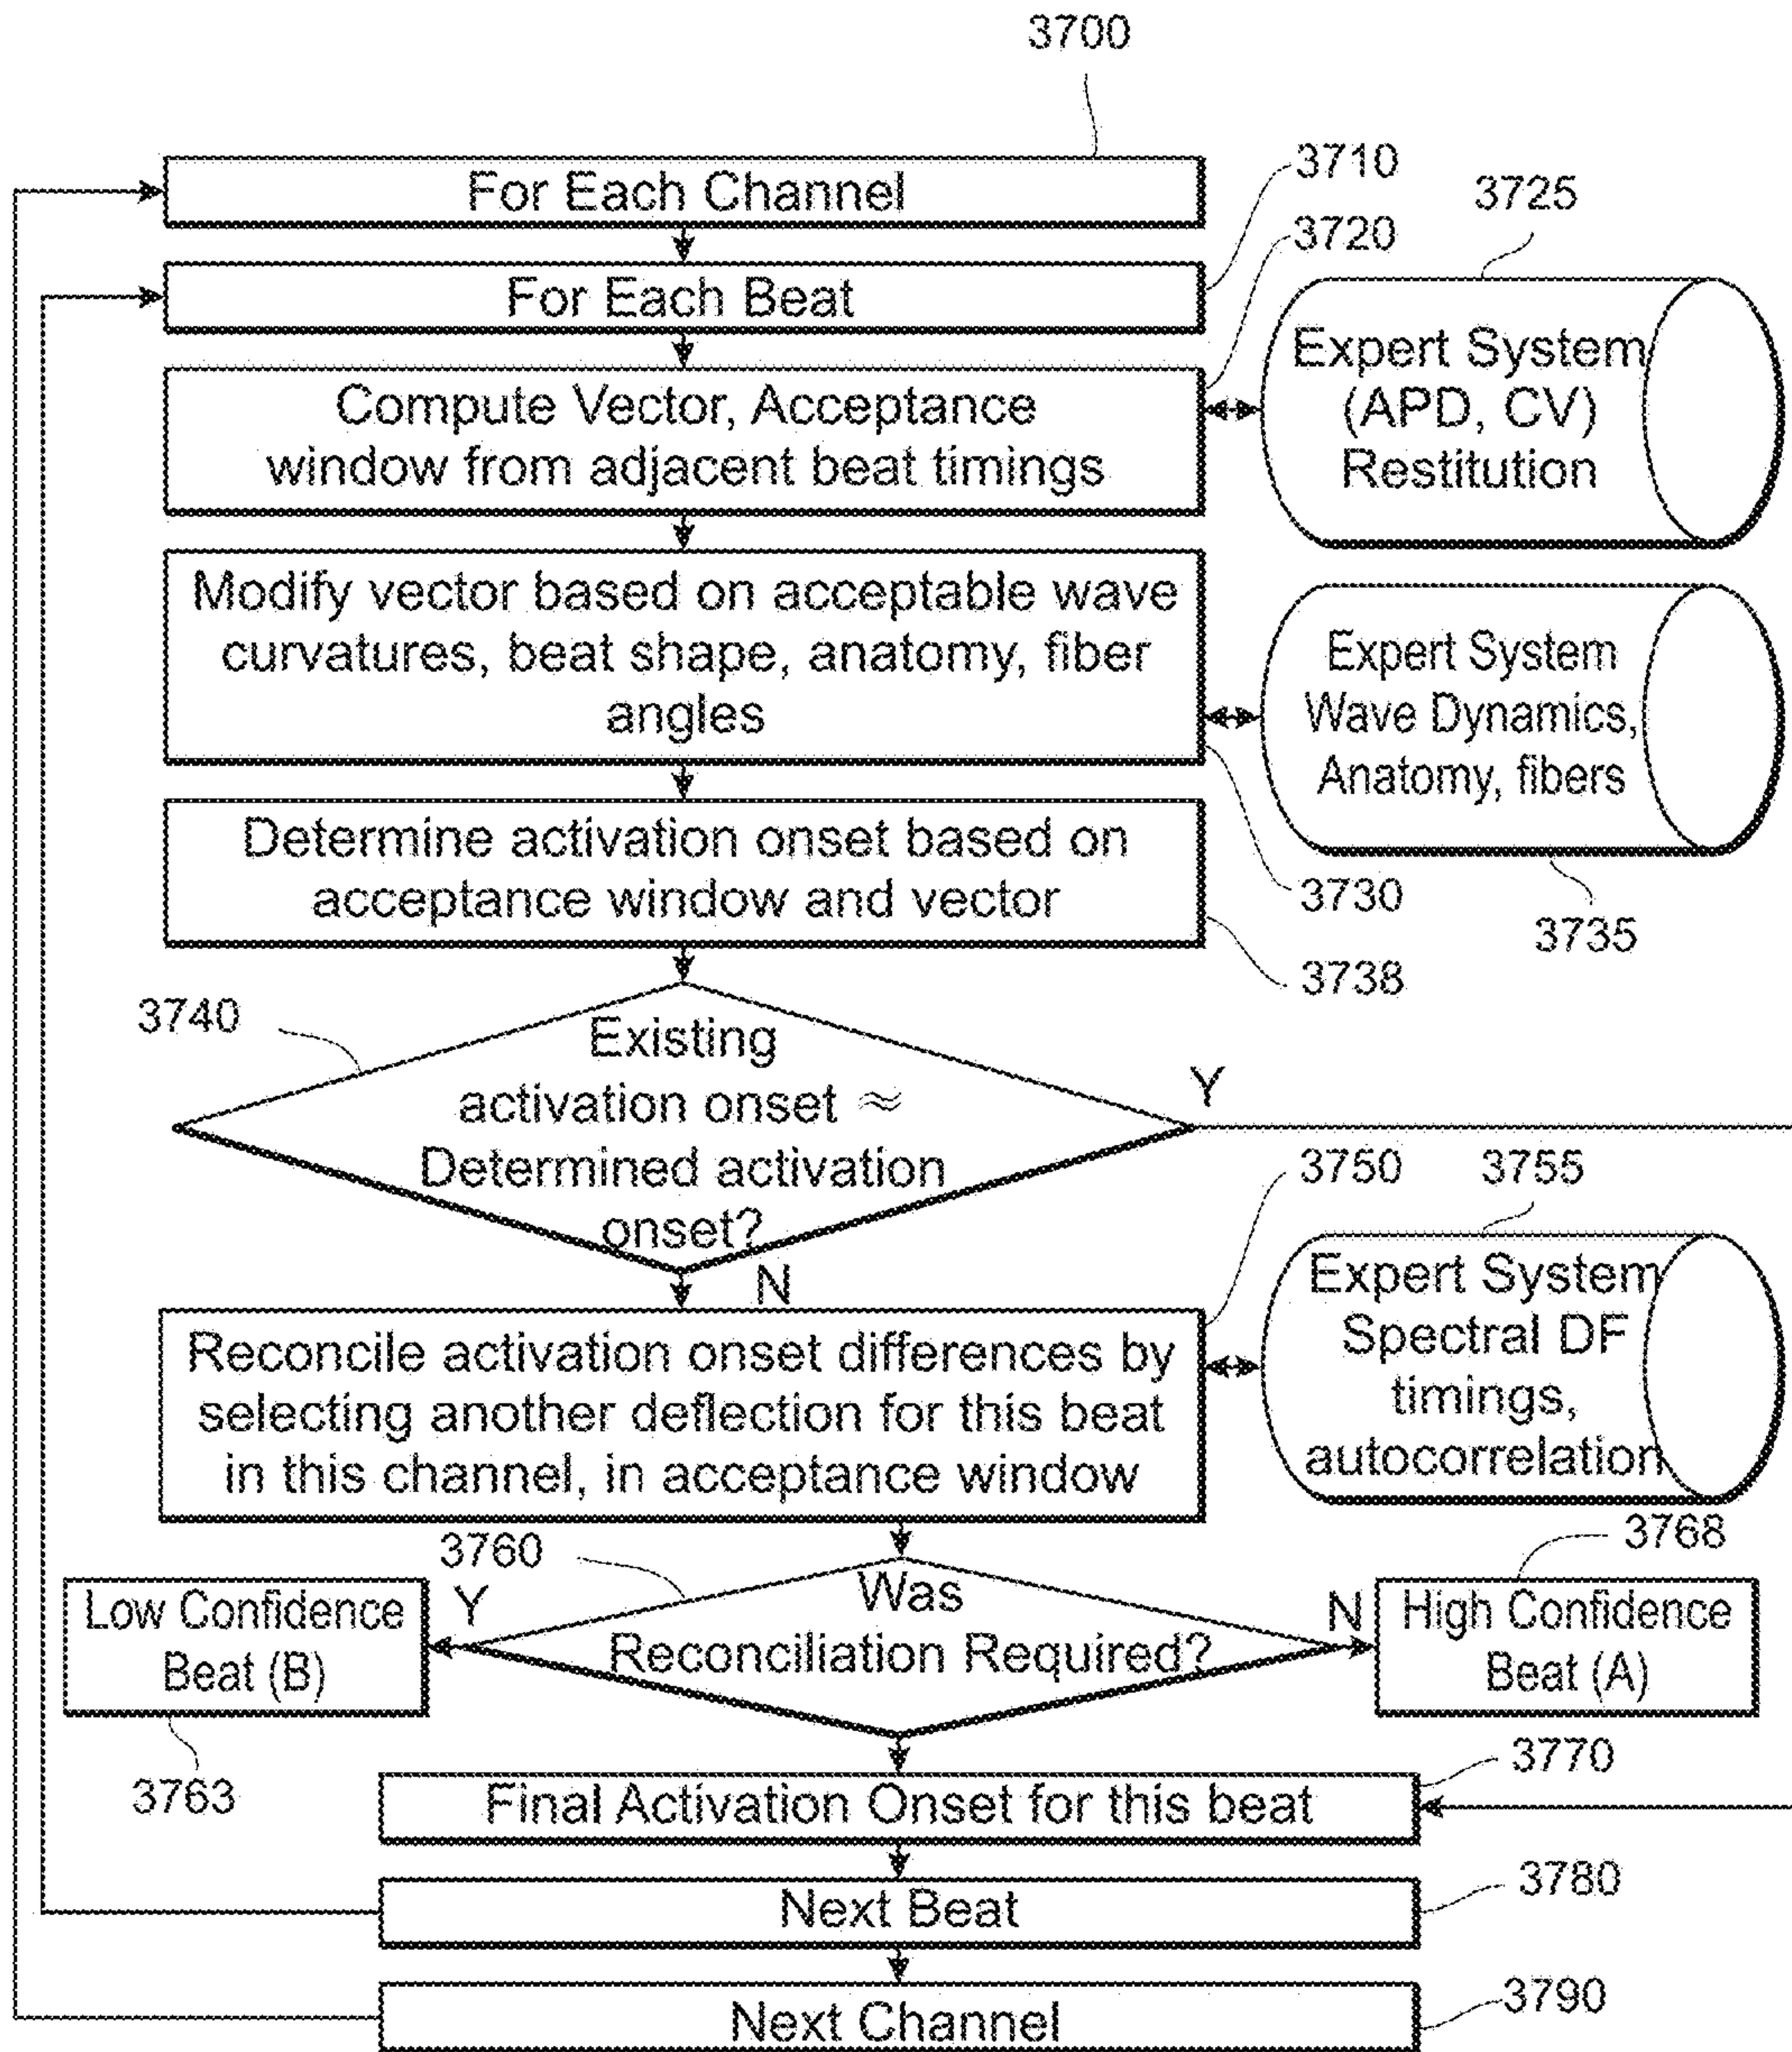 3700
For Each Channel
3710
For Each Beat
3720
3725
Compute Vector, Acceptance
window from adjacent beat timings
Expert System
(APD, CV)
Restitution
Modify vector based on acceptable wave
curvatures, beat shape, anatomy, fiber
angles
3730
Expert System
Wave Dynamics,
Anatomy, fibers
3735
Determine activation onset based on
acceptance window and vector
3738
3740
Existing
activation onset ≈
Determined activation
onset?
Y
N
3750
3755
Reconcile activation onset differences by
selecting another deflection for this beat
in this channel, in acceptance window
Expert System
Spectral DF
timings,
autocorrelation
3760
3768
Low Confidence
Beat (B)
Y
Was
Reconciliation Required?
N
High Confidence
Beat (A)
3763
3770
Final Activation Onset for this beat
3780
Next Beat
3790
Next Channel